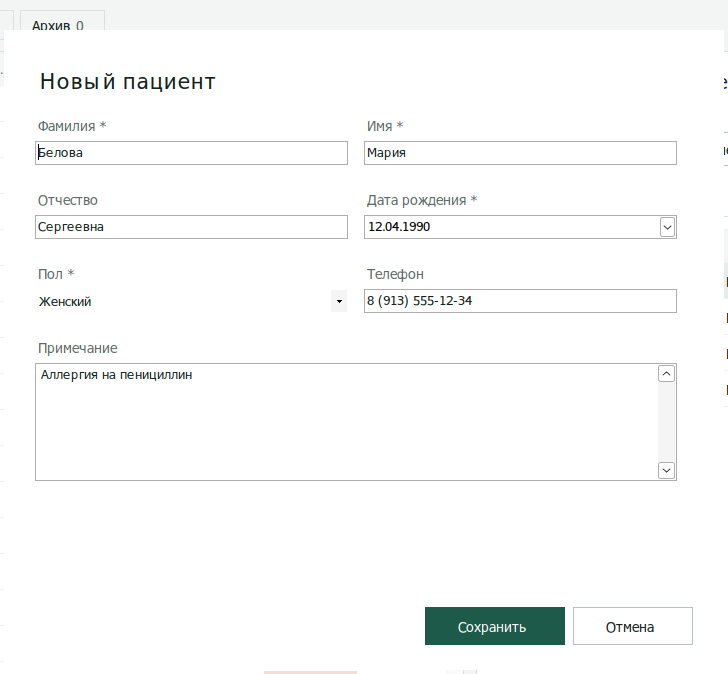 Архив 0
Новый пациент
Фамилия * Имя *
Белова Мария
Отчество Дата рождения *
Сергеевна 12.04.1990
Пол * Телефон
Женский 8 (913) 555-12-34
Примечание
Аллергия на пенициллин
Сохранить Отмена